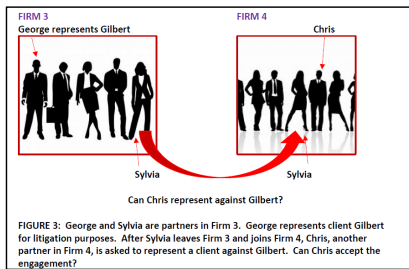 FIRM 3
George represents Gilbert
FIRM 4
Chris
Sylvia
Sylvia
Can Chris represent against Gilbert?
FIGURE 3: George and Sylvia are partners in Firm 3. George represents client Gilbert
for litigation purposes. After Sylvia leaves Firm 3 and joins Firm 4, Chris, another
partner in Firm 4, is asked to represent a client against Gilbert. Can Chris accept the
engagement?